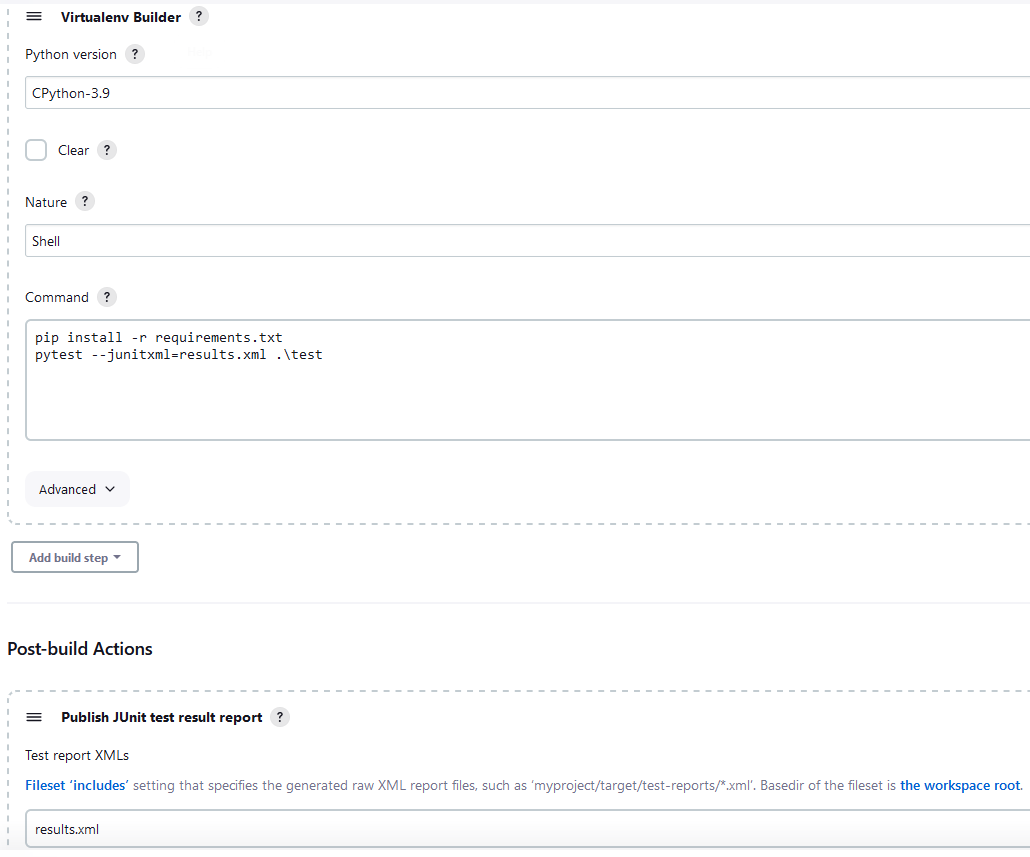 Virtualenv Builder ?
Python version ?
CPython-3.9
Clear ?
Nature ?
Shell
Command ?
pip install -r requirements.txt
pytest --junitxml=results.xml .\test
Advanced
Add build step
Post-build Actions
Publish JUnit test result report ?
Test report XMLs
Fileset ‘includes’ setting that specifies the generated raw XML report files, such as ‘myproject/target/test-reports/*.xml’. Basedir of the fileset is the workspace root.
results.xml